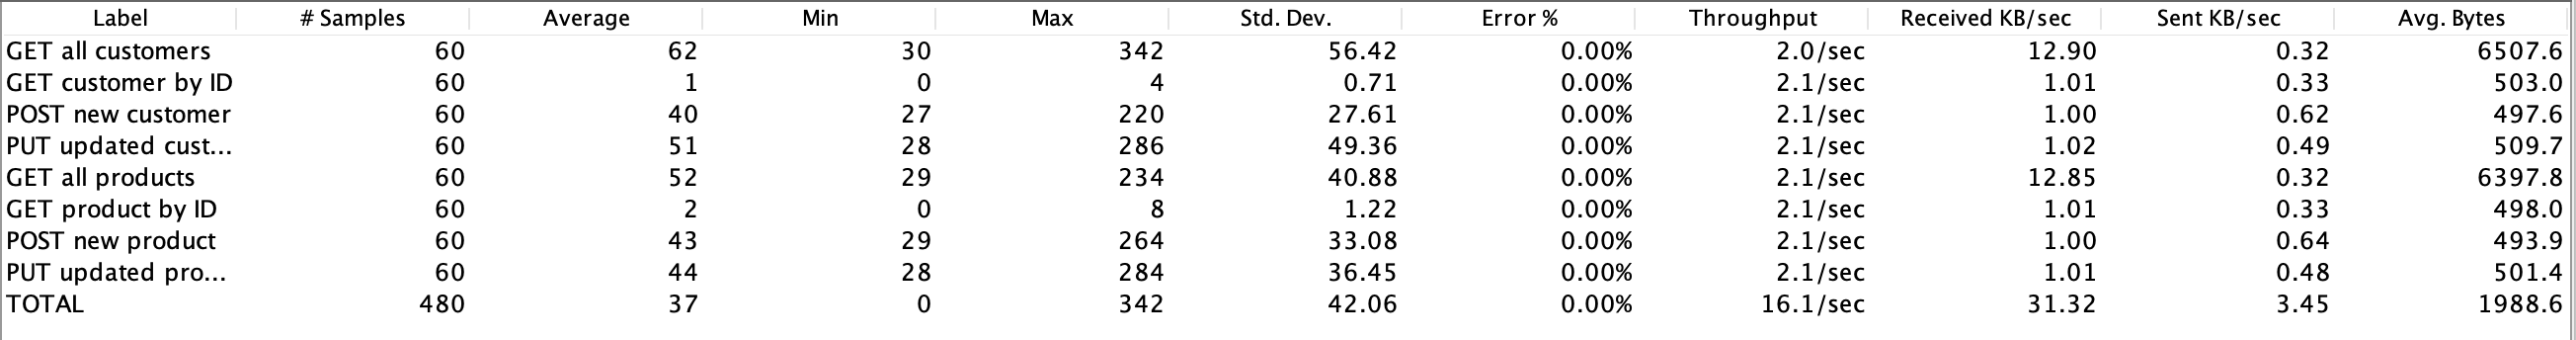 Label # Samples Average Min Max Std. Dev. Error % Throughput Received KB/sec Sent KB/sec Avg. Bytes
GET all customers 60 62 30 342 56.42 0.00% 2.0/sec 12.90 0.32 6507.6
GET customer by ID 60 1 0 4 0.71 0.00% 2.1/sec 1.01 0.33 503.0
POST new customer 60 40 27 220 27.61 0.00% 2.1/sec 1.00 0.62 497.6
PUT updated cust... 60 51 28 286 49.36 0.00% 2.1/sec 1.02 0.49 509.7
GET all products 60 52 29 234 40.88 0.00% 2.1/sec 12.85 0.32 6397.8
GET product by ID 60 2 0 8 1.22 0.00% 2.1/sec 1.01 0.33 498.0
POST new product 60 43 29 264 33.08 0.00% 2.1/sec 1.00 0.64 493.9
PUT updated pro... 60 44 28 284 36.45 0.00% 2.1/sec 1.01 0.48 501.4
TOTAL 480 37 0 342 42.06 0.00% 16.1/sec 31.32 3.45 1988.6